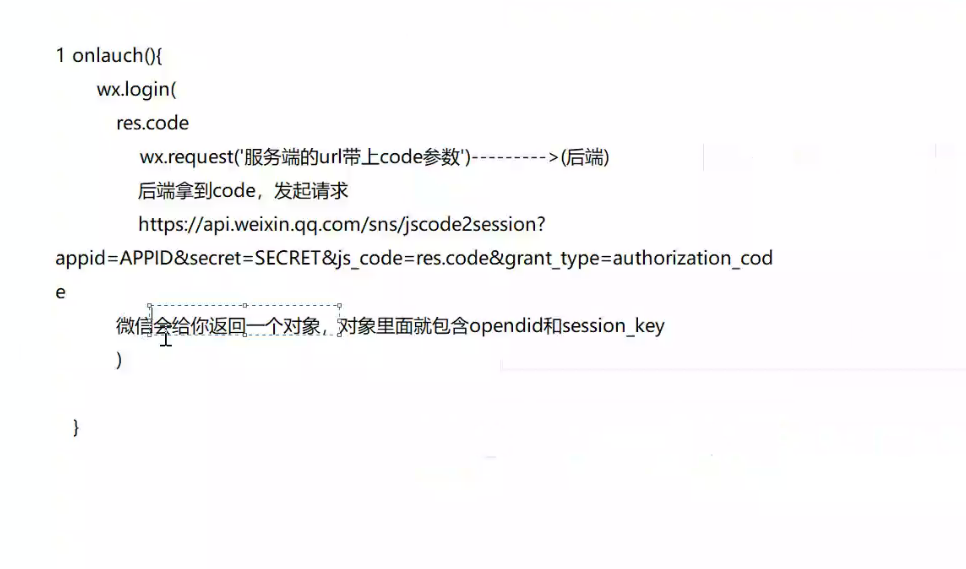 1 onlauch(){
wx.login(
res.code
wx.request('服务端的url带上code参数')--------->(后端)
后端拿到code，发起请求
https://api.weixin.qq.com/sns/jscode2session?
appid=APPID&secret=SECRET&js_code=res.code&grant_type=authorization_cod
e
微信会给你返回一个对象，对象里面就包含opendid和session_key
)
}